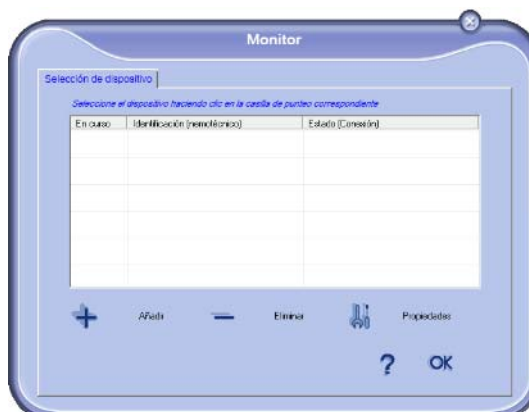 Monitor
Selección de dispositivo
Seleccione el dispositivo haciendo clic en la casilla de punteo correspondiente
En curso Identificación (nemotécnico) Estado (Conexión)
Añadir Eliminar Propiedades
? OK